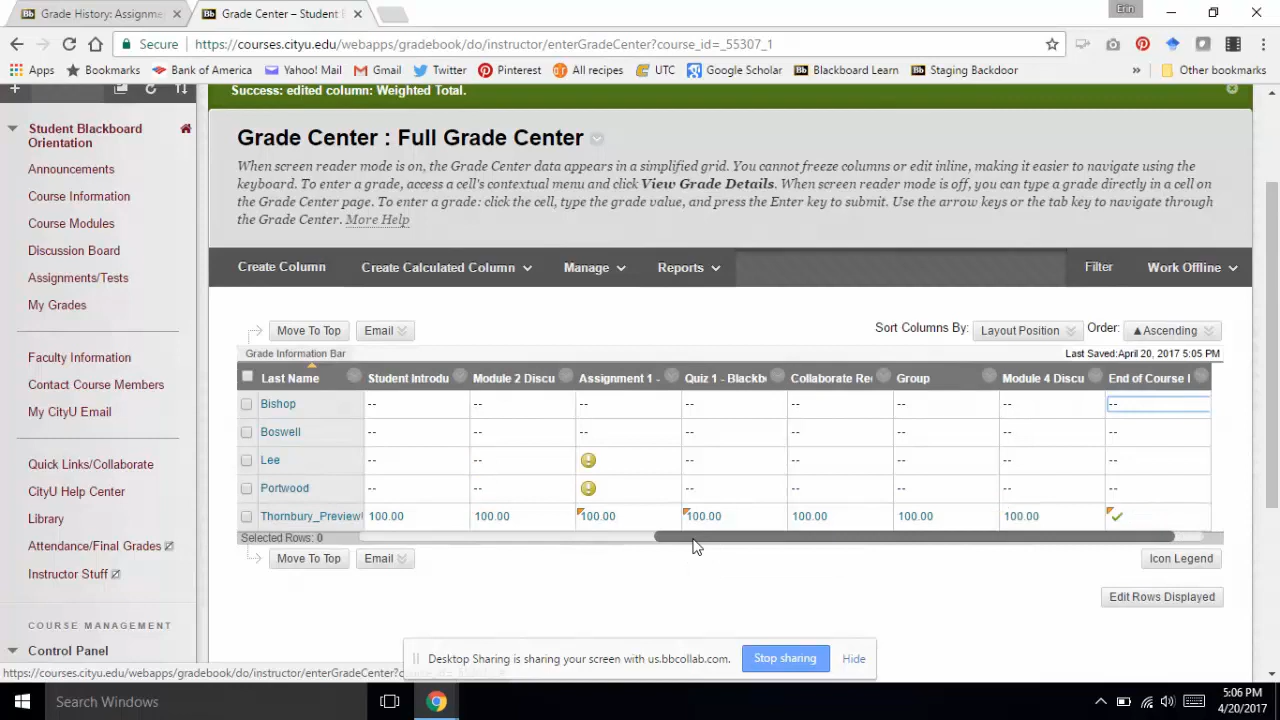 Grade History: Assignme
Grade Center – Student
Erin
Secure
https://courses.cityu.edu/webapps/gradebook/do/instructor/enterGradeCenter?course_id=_55307_1
Apps
Bookmarks
Bank of America
Yahoo! Mail
Gmail
Twitter
Pinterest
All recipes
UTC
Google Scholar
Bb Blackboard Learn
Bb Staging Backdoor
»
Other bookmarks
Success: edited column: Weighted Total.
Student Blackboard
Orientation
Announcements
Course Information
Course Modules
Discussion Board
Assignments/Tests
My Grades
Faculty Information
Contact Course Members
My CityU Email
Quick Links/Collaborate
CityU Help Center
Library
Attendance/Final Grades
Instructor Stuff
COURSE MANAGEMENT
Control Panel
Grade Center : Full Grade Center
When screen reader mode is on, the Grade Center data appears in a simplified grid. You cannot freeze columns or edit inline, making it easier to navigate using the
keyboard. To enter a grade, access a cell's contextual menu and click View Grade Details. When screen reader mode is off, you can type a grade directly in a cell on
the Grade Center page. To enter a grade: click the cell, type the grade value, and press the Enter key to submit. Use the arrow keys or the tab key to navigate through
the Grade Center. More Help
Create Column Create Calculated Column Manage Reports Filter Work Offline
Move To Top Email Sort Columns By: Layout Position Order: ▲Ascending
Grade Information Bar Last Saved:April 20, 2017 5:05 PM
Last Name Student Introdu Module 2 Discu Assignment 1 - Quiz 1 - Blackb Collaborate Re Group Module 4 Discu End of Course
Bishop -- -- -- -- -- -- -- --
Boswell -- -- -- -- -- -- -- --
Lee -- -- -- -- -- -- --
Portwood -- -- -- -- -- -- --
Thornbury_Preview 100.00 100.00 100.00 100.00 100.00 100.00 100.00
Selected Rows: 0
Move To Top Email Icon Legend
Edit Rows Displayed
Desktop Sharing is sharing your screen with us.bbcollab.com. Stop sharing Hide
https://courses.cityu.edu/webapps/gradebook/do/instructor/enterGradeCenter?
Search Windows
5:06 PM
4/20/2017